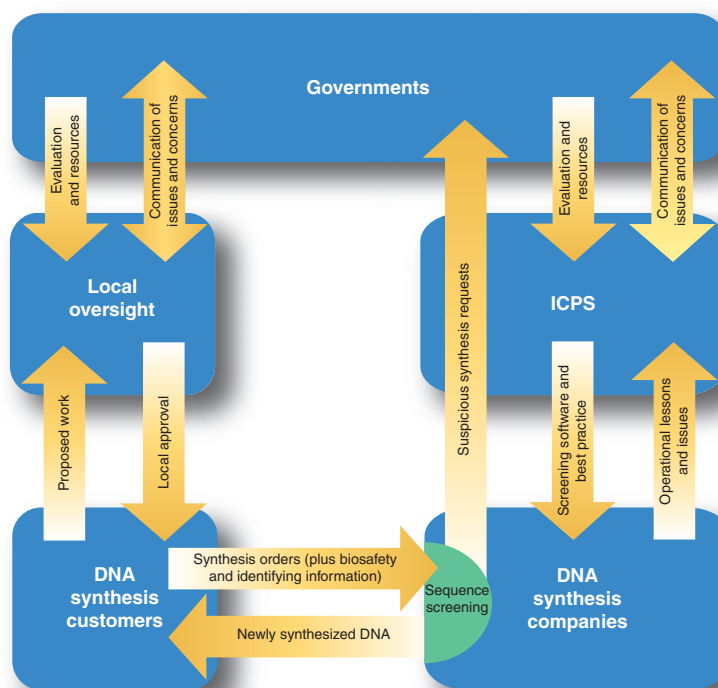 Governments
Evaluation
and resources
Communication of
issues and concerns
Evaluation and
resources
Communication of
issues and concerns
Suspicious synthesis requests
Local
oversight
ICPS
Proposed work
Local approval
Screening software and
best practice
Operational lessons
and issues
DNA
synthesis
customers
Synthesis orders (plus biosafety
and identifying information)
Newly synthesized DNA
Sequence
screening
DNA
synthesis
companies